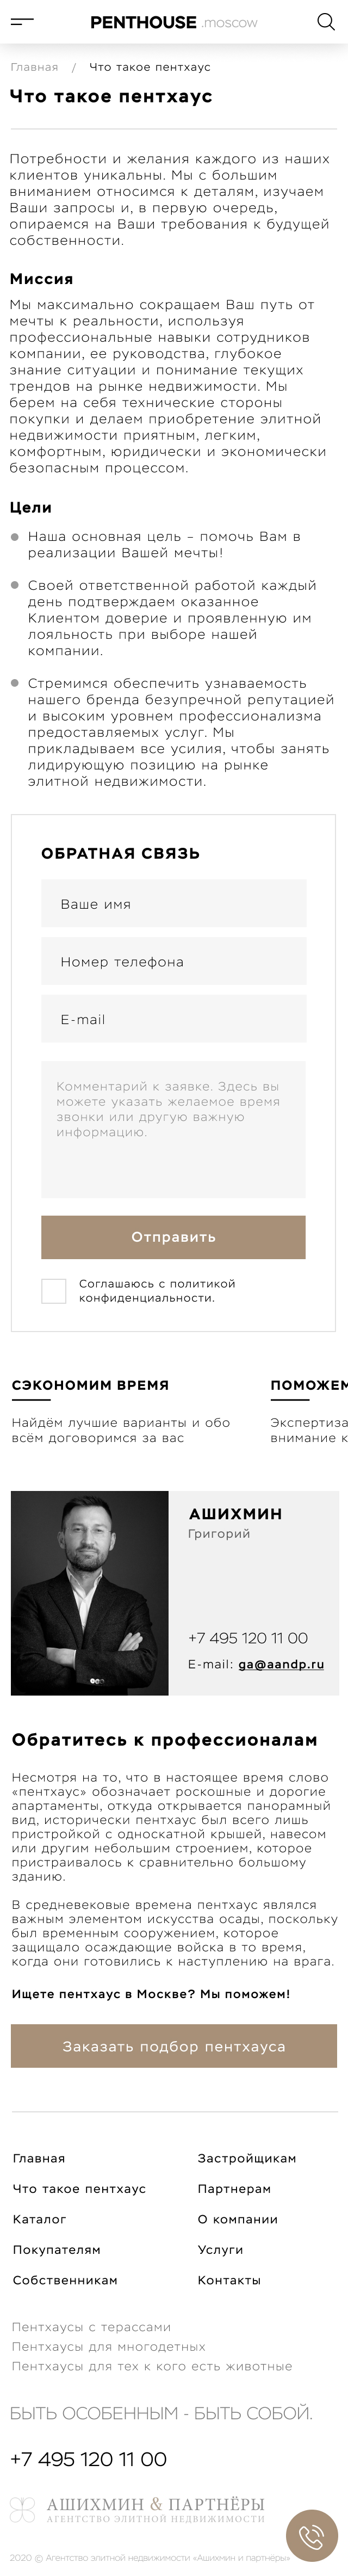 PENTHOUSE .moscow
Главная / Что такое пентхаус
Что такое пентхаус
Потребности и желания каждого из наших
клиентов уникальны. Мы с большим
вниманием относимся к деталям, изучаем
Ваши запросы и, в первую очередь,
опираемся на Ваши требования к будущей
собственности.
Миссия
Мы максимально сокращаем Ваш путь от
мечты к реальности, используя
профессиональные навыки сотрудников
компании, ее руководства, глубокое
знание ситуации и понимание текущих
трендов на рынке недвижимости. Мы
берем на себя технические стороны
покупки и делаем приобретение элитной
недвижимости приятным, легким,
комфортным, юридически и экономически
безопасным процессом.
Цели
Наша основная цель – помочь Вам в
реализации Вашей мечты!
Своей ответственной работой каждый
день подтверждаем оказанное
Клиентом доверие и проявленную им
лояльность при выборе нашей
компании.
Стремимся обеспечить узнаваемость
нашего бренда безупречной репутацией
и высоким уровнем профессионализма
предоставляемых услуг. Мы
прикладываем все усилия, чтобы занять
лидирующую позицию на рынке
элитной недвижимости.
ОБРАТНАЯ СВЯЗЬ
Ваше имя
Номер телефона
E-mail
Комментарий к заявке. Здесь вы
можете указать желаемое время
звонки или другую важную
информацию.
Отправить
Соглашаюсь с политикой
конфиденциальности.
СЭКОНОМИМ ВРЕМЯ
Найдём лучшие варианты и обо
всём договоримся за вас
ПОМОЖЕМ
Экспертиза
внимание к
АШИХМИН
Григорий
+7 495 120 11 00
E-mail: ga@aandp.ru
Обратитесь к профессионалам
Несмотря на то, что в настоящее время слово
«пентхаус» обозначает роскошные и дорогие
апартаменты, откуда открывается панорамный
вид, исторически пентхаус был всего лишь
пристройкой с односкатной крышей, навесом
или другим небольшим строением, которое
пристраивалось к сравнительно большому
зданию.
В средневековые времена пентхаус являлся
важным элементом искусства осады, поскольку
был временным сооружением, которое
защищало осаждающие войска в то время,
когда они готовились к наступлению на врага.
Ищете пентхаус в Москве? Мы поможем!
Заказать подбор пентхауса
Главная
Что такое пентхаус
Каталог
Покупателям
Собственникам
Застройщикам
Партнерам
О компании
Услуги
Контакты
Пентхаусы с терассами
Пентхаусы для многодетных
Пентхаусы для тех к кого есть животные
БЫТЬ ОСОБЕННЫМ - БЫТЬ СОБОЙ.
+7 495 120 11 00
АШИХМИН & ПАРТНЁРЫ
АГЕНТСТВО ЭЛИТНОЙ НЕДВИЖИМОСТИ
2020 © Агентство элитной недвижимости «Ашихмин и партнёры»